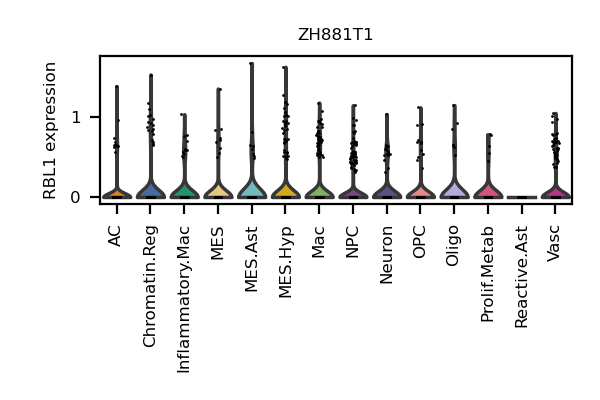 ZH881T1
RBL1 expression
1
0
AC
Chromatin.Reg
Inflammatory.Mac
MES
MES.Ast
MES.Hyp
Mac
NPC
Neuron
OPC
Oligo
Prolif.Metab
Reactive.Ast
Vasc